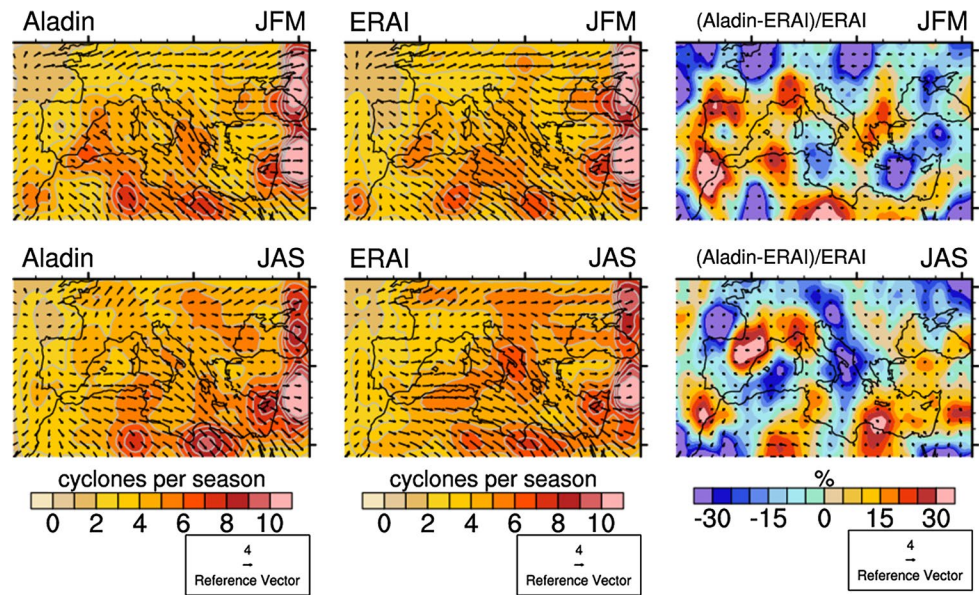 Aladin JFM
ERAI JFM
(Aladin-ERAI)/ERAI JFM
Aladin JAS
ERAI JAS
(Aladin-ERAI)/ERAI JAS
cyclones per season
0 2 4 6 8 10
4
Reference Vector
cyclones per season
0 2 4 6 8 10
4
Reference Vector
%
-30 -15 0 15 30
4
Reference Vector